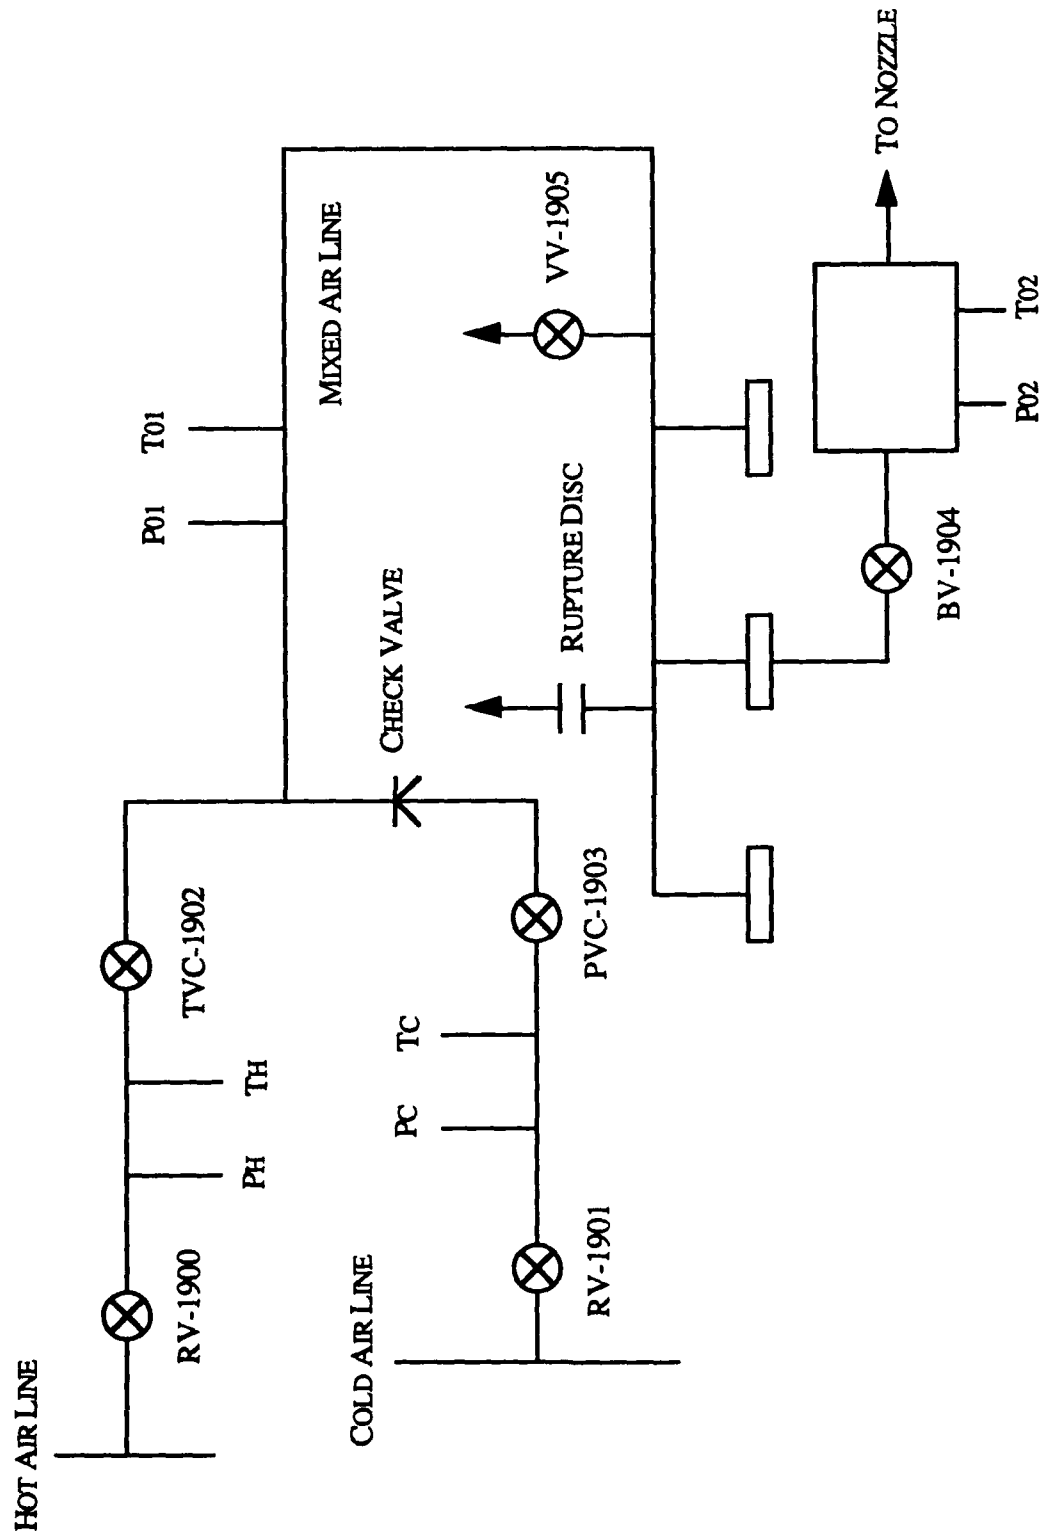 HOT AIR LINE
RV-1900
PH
TH
TVC-1902
COLD AIR LINE
RV-1901
PC
TC
PVC-1903
CHECK VALVE
P01
T01
MIXED AIR LINE
RUPTURE DISC
VV-1905
BV-1904
P02
T02
TO NOZZLE